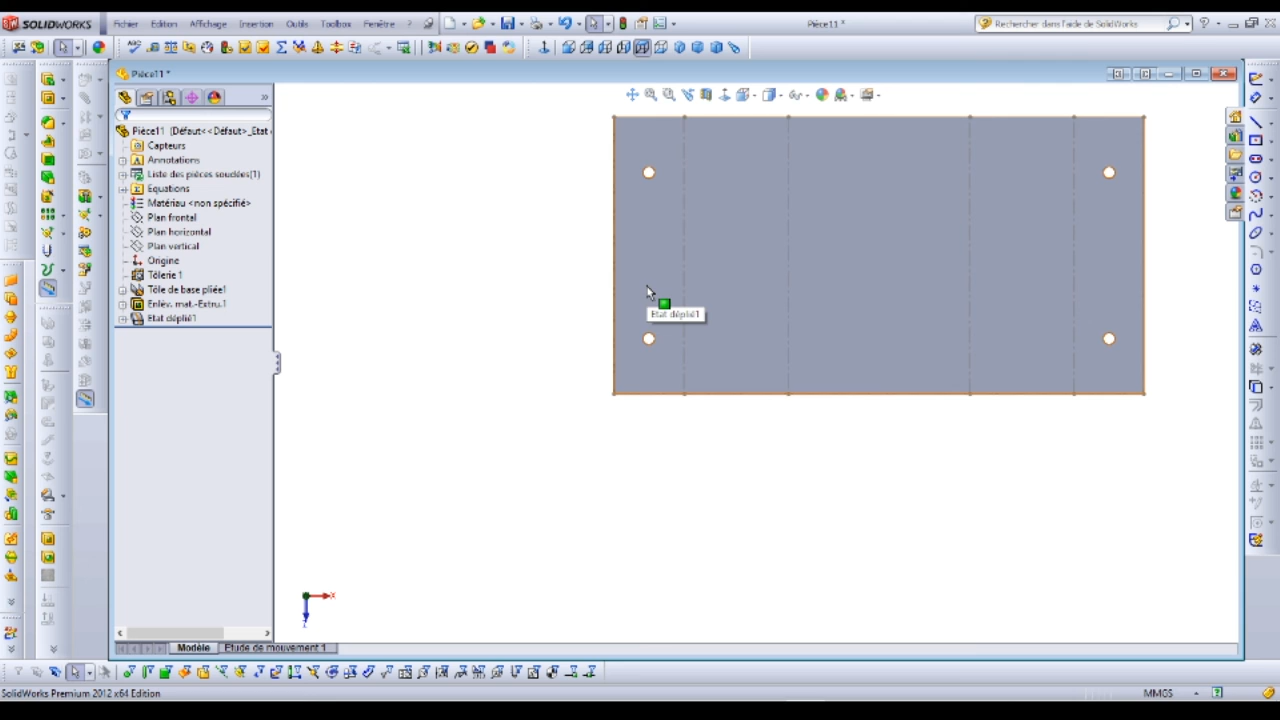 SOLIDWORKS Fichier Edition Affichage Insertion Outils Toolbox Fenêtre ? Pièce11 * Rechercher dans l'aide de SolidWorks
Pièce11 *
Pièce11 (Défaut<<Défaut>_Etat
Capteurs
Annotations
Liste des pièces soudées(1)
Equations
Matériau <non spécifié>
Plan frontal
Plan horizontal
Plan vertical
Origine
Tôlerie 1
Tôle de base pliée1
Enlèv. mat.-Extru.1
Etat déplié1
Etat déplié1
X
Z
Modèle Etude de mouvement 1
SolidWorks Premium 2012 x64 Edition MMGS